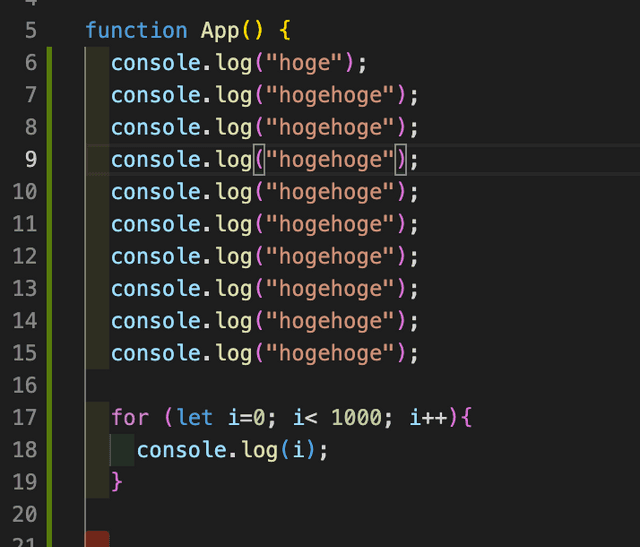 5 function App() {
6 console.log("hoge");
7 console.log("hogehoge");
8 console.log("hogehoge");
9 console.log("hogehoge");
10 console.log("hogehoge");
11 console.log("hogehoge");
12 console.log("hogehoge");
13 console.log("hogehoge");
14 console.log("hogehoge");
15 console.log("hogehoge");
16
17 for (let i=0; i< 1000; i++){
18 console.log(i);
19 }
20
21